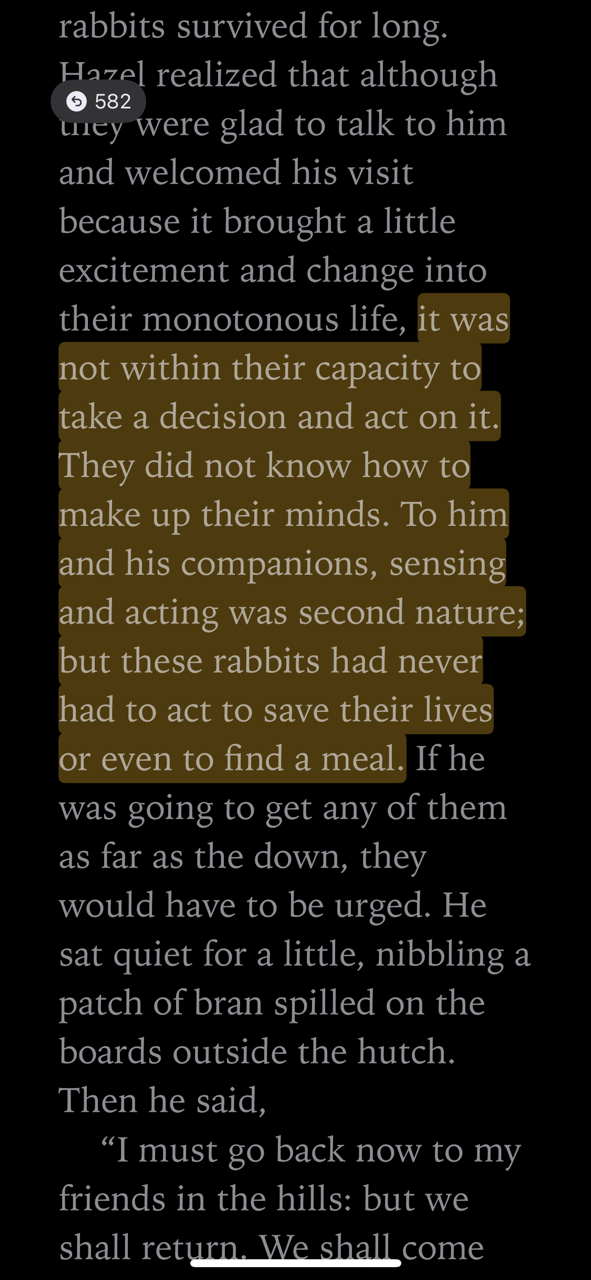 rabbits survived for long.
Hazel realized that although
582
they were glad to talk to him
and welcomed his visit
because it brought a little
excitement and change into
their monotonous life, it was
not within their capacity to
take a decision and act on it.
They did not know how to
make up their minds. To him
and his companions, sensing
and acting was second nature;
but these rabbits had never
had to act to save their lives
or even to find a meal. If he
was going to get any of them
as far as the down, they
would have to be urged. He
sat quiet for a little, nibbling a
patch of bran spilled on the
boards outside the hutch.
Then he said,
“I must go back now to my
friends in the hills: but we
shall return. We shall come